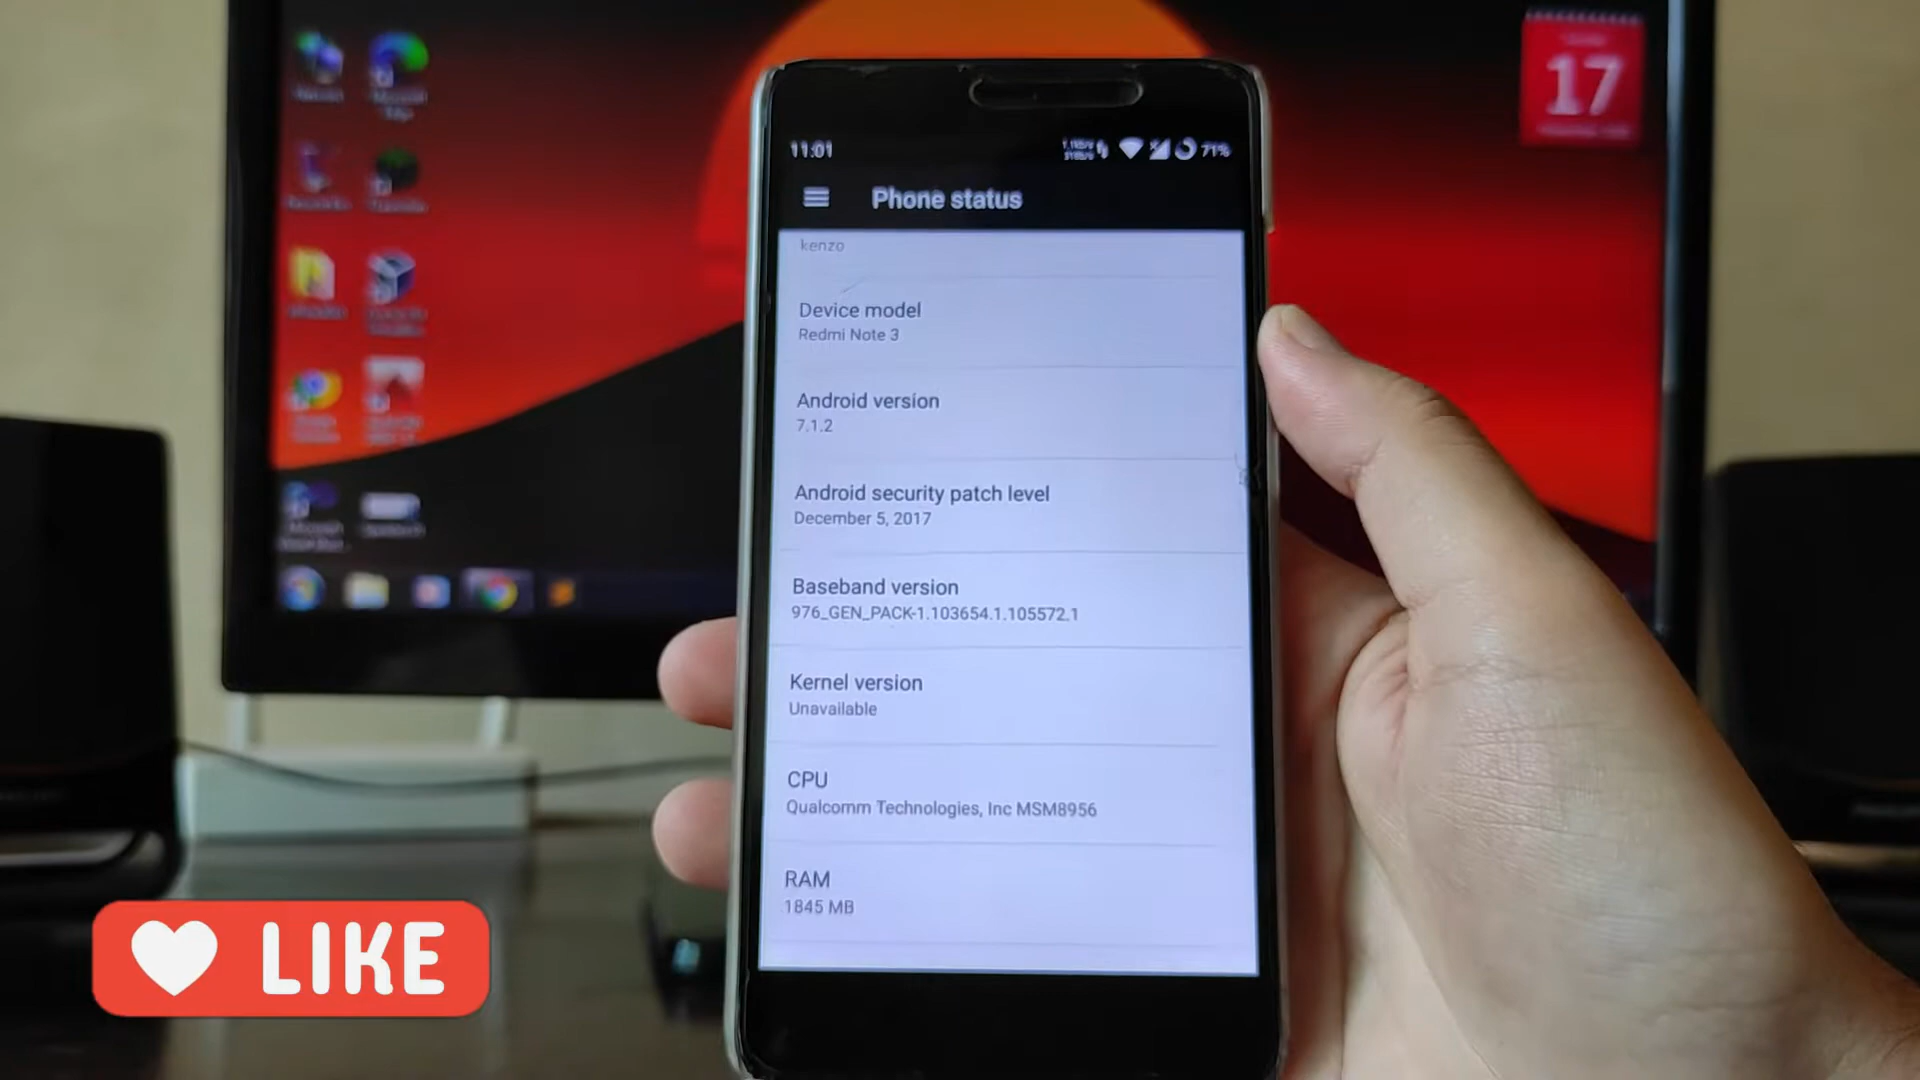 17
11:01
71%
Phone status
kenzo
Device model
Redmi Note 3
Android version
7.1.2
Android security patch level
December 5, 2017
Baseband version
976_GEN_PACK-1.103654.1.105572.1
Kernel version
Unavailable
CPU
Qualcomm Technologies, Inc MSM8956
RAM
1845 MB
LIKE